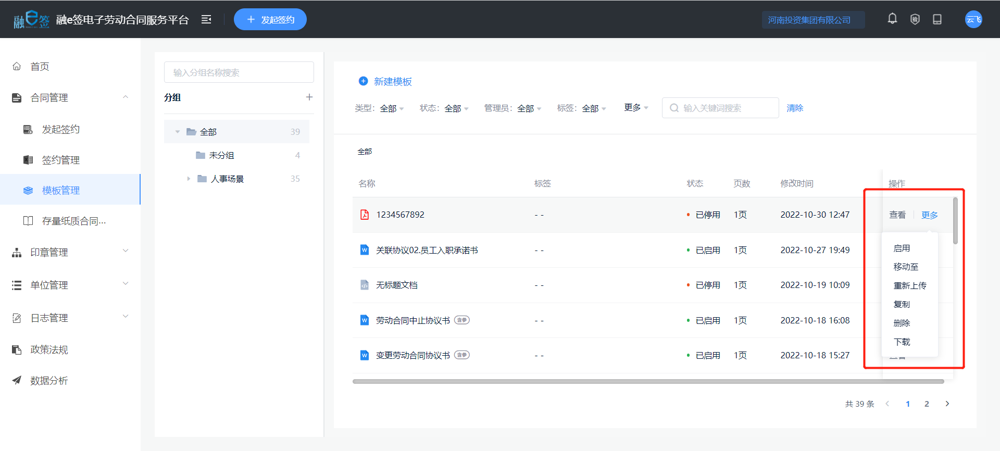 融e签 融e签电子劳动合同服务平台 + 发起签约 河南投资集团有限公司 云飞
首页
合同管理
发起签约
签约管理
模板管理
存量纸质合同...
印章管理
单位管理
日志管理
政策法规
数据分析
输入分组名称搜索
分组 +
全部 39
未分组 4
人事场景 35
新建模板
类型: 全部 状态: 全部 管理员: 全部 标签: 全部 更多 输入关键词搜索 清除
全部
名称 标签 状态 页数 修改时间 操作
1234567892 - - 已停用 1页 2022-10-30 12:47 查看 更多
关联协议02.员工入职承诺书 - - 已启用 1页 2022-10-27 19:49
无标题文档 - - 已停用 1页 2022-10-19 10:09
劳动合同中止协议书 含参 - - 已启用 1页 2022-10-18 16:08
变更劳动合同协议书 含参 - - 已启用 1页 2022-10-18 15:27
启用
移动至
重新上传
复制
删除
下载
共 39 条 < 1 2 >